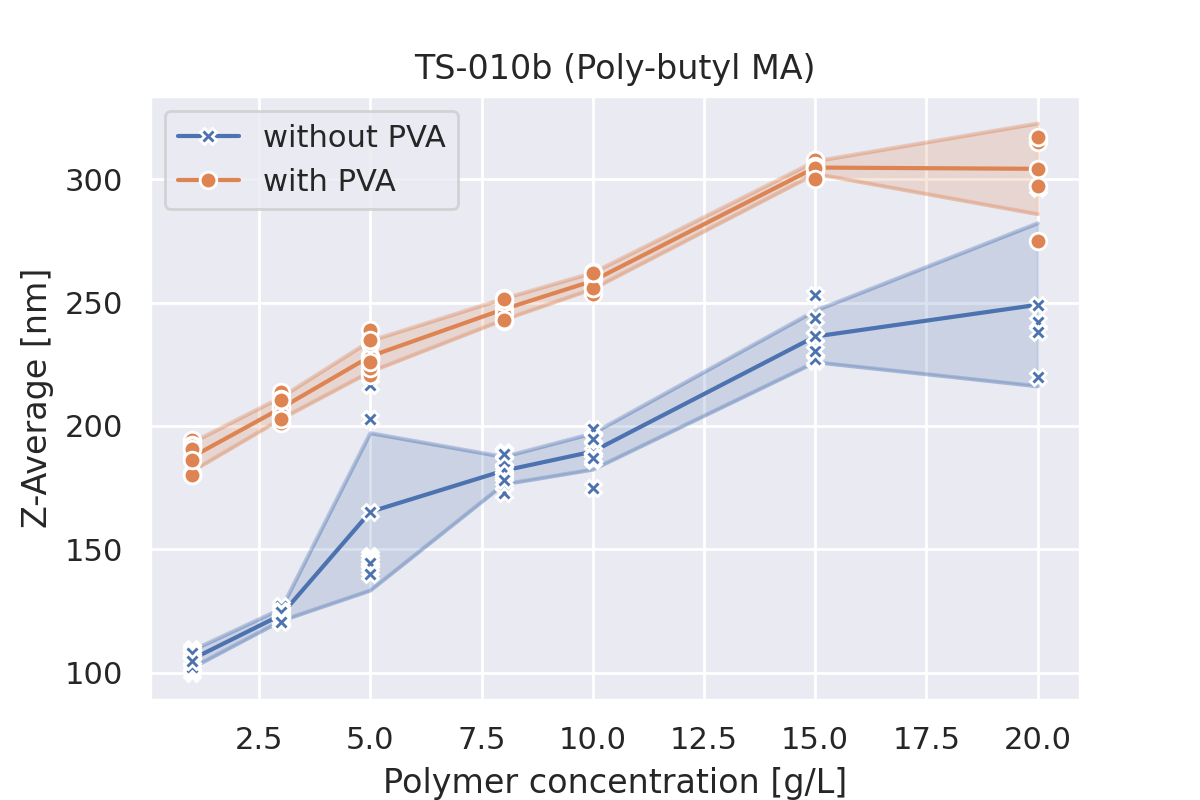 TS-010b (Poly-butyl MA)
without PVA
with PVA
Z-Average [nm]
300
250
200
150
100
2.5 5.0 7.5 10.0 12.5 15.0 17.5 20.0
Polymer concentration [g/L]